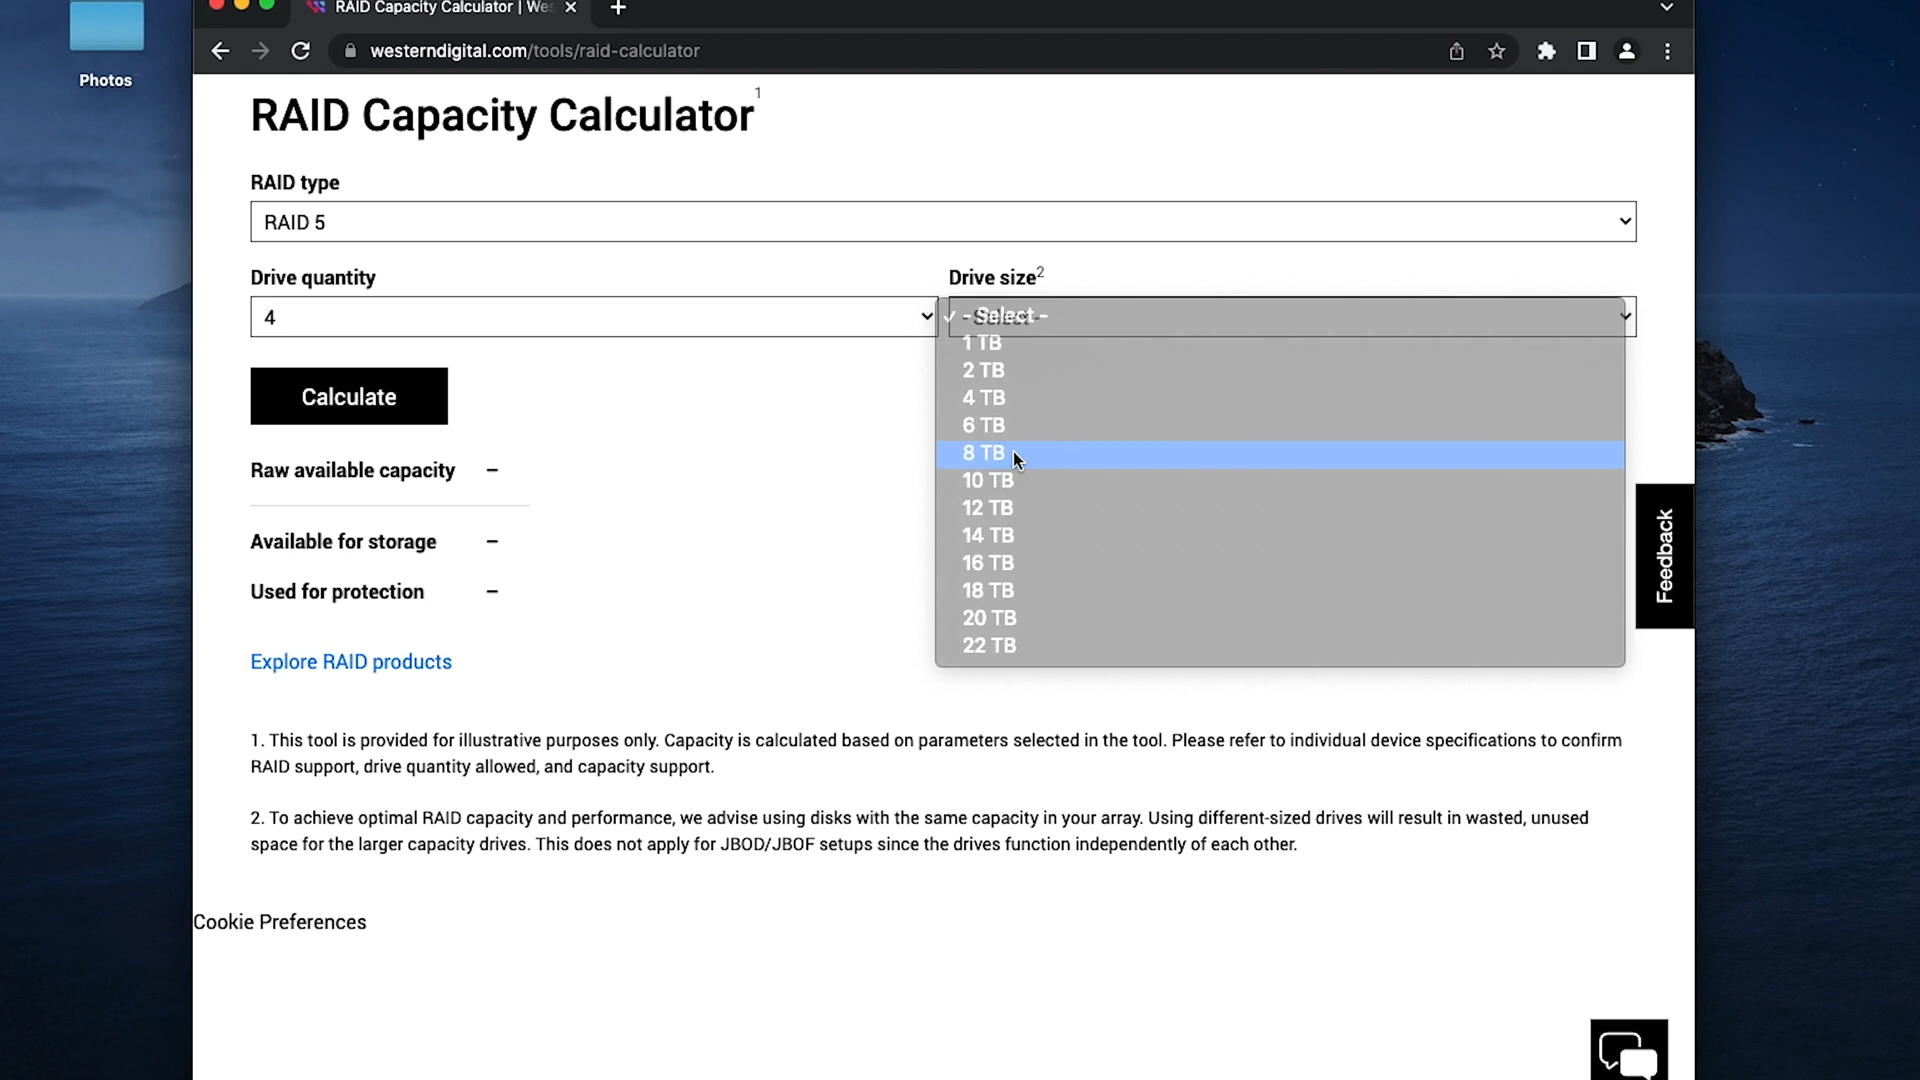 Photos
RAID Capacity Calculator | Wes
westerndigital.com/tools/raid-calculator
RAID Capacity Calculator1
RAID type
RAID 5
Drive quantity
Drive size2
4
✓ - Select -
1 TB
2 TB
4 TB
6 TB
8 TB
10 TB
12 TB
14 TB
16 TB
18 TB
20 TB
22 TB
Calculate
Raw available capacity –
Available for storage –
Used for protection –
Explore RAID products
Feedback
1. This tool is provided for illustrative purposes only. Capacity is calculated based on parameters selected in the tool. Please refer to individual device specifications to confirm
RAID support, drive quantity allowed, and capacity support.
2. To achieve optimal RAID capacity and performance, we advise using disks with the same capacity in your array. Using different-sized drives will result in wasted, unused
space for the larger capacity drives. This does not apply for JBOD/JBOF setups since the drives function independently of each other.
Cookie Preferences